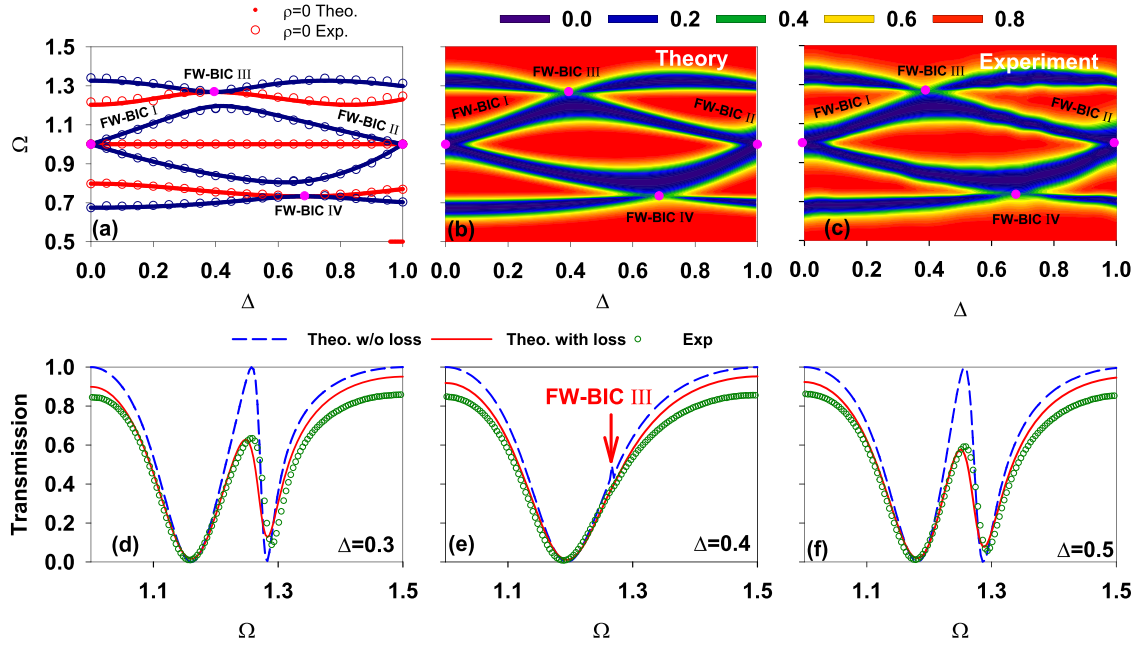 ρ=0 Theo.
ρ=0 Exp.
0.0 0.2 0.4 0.6 0.8
1.5
1.3
1.1
0.9
0.7
0.5
Ω
FW-BIC III
FW-BIC I
FW-BIC II
FW-BIC IV
(a)
0.0 0.2 0.4 0.6 0.8 1.0
Δ
Theory
FW-BIC III
FW-BIC I
FW-BIC II
FW-BIC IV
(b)
0.0 0.2 0.4 0.6 0.8 1.0
Δ
Experiment
FW-BIC III
FW-BIC I
FW-BIC II
FW-BIC IV
(c)
0.0 0.2 0.4 0.6 0.8 1.0
Δ
Theo. w/o loss Theo. with loss Exp
Transmission
1.0
0.8
0.6
0.4
0.2
0.0
(d)
Δ=0.3
1.1 1.3 1.5
Ω
FW-BIC III
(e)
Δ=0.4
1.1 1.3 1.5
Ω
(f)
Δ=0.5
1.1 1.3 1.5
Ω